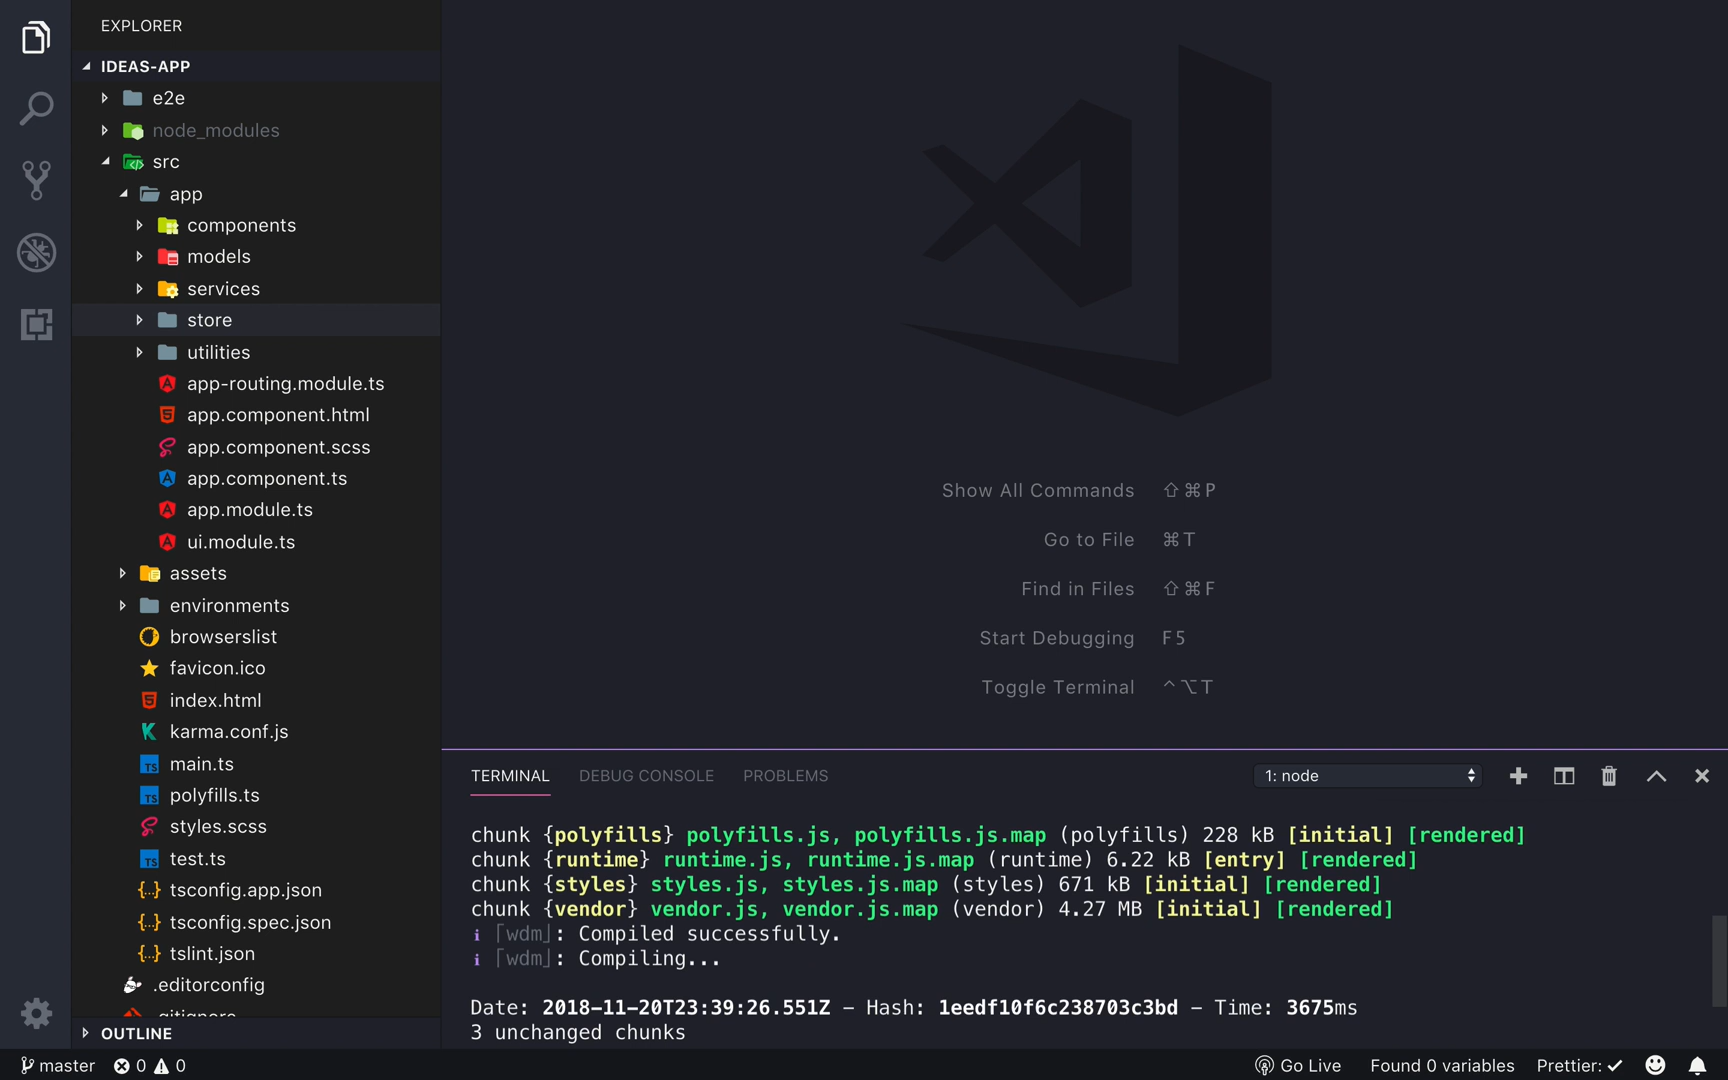 EXPLORER
IDEAS-APP
e2e
node_modules
src
app
components
models
services
store
utilities
app-routing.module.ts
app.component.html
app.component.scss
app.component.ts
app.module.ts
ui.module.ts
assets
environments
browserslist
favicon.ico
index.html
karma.conf.js
main.ts
polyfills.ts
styles.scss
test.ts
tsconfig.app.json
tsconfig.spec.json
tslint.json
.editorconfig
.gitignore
OUTLINE
Show All Commands ⇧⌘P
Go to File ⌘T
Find in Files ⇧⌘F
Start Debugging F5
Toggle Terminal ^⌥T
TERMINAL DEBUG CONSOLE PROBLEMS 1: node
chunk {polyfills} polyfills.js, polyfills.js.map (polyfills) 228 kB [initial] [rendered]
chunk {runtime} runtime.js, runtime.js.map (runtime) 6.22 kB [entry] [rendered]
chunk {styles} styles.js, styles.js.map (styles) 671 kB [initial] [rendered]
chunk {vendor} vendor.js, vendor.js.map (vendor) 4.27 MB [initial] [rendered]
ℹ ｢wdm｣: Compiled successfully.
ℹ ｢wdm｣: Compiling...
Date: 2018-11-20T23:39:26.551Z - Hash: 1eedf10f6c238703c3bd - Time: 3675ms
3 unchanged chunks
master 0 0 Go Live Found 0 variables Prettier: ✓